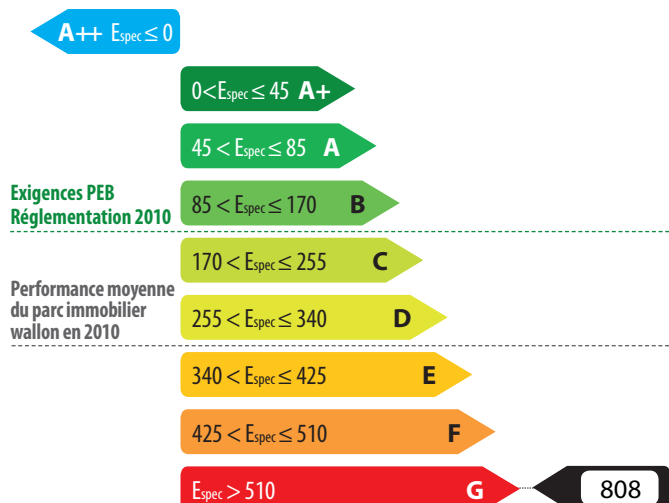 A++ Espec ≤ 0
0<Espec ≤ 45 A+
45 < Espec ≤ 85 A
Exigences PEB
Réglementation 2010
85 < Espec ≤ 170 B
170 < Espec ≤ 255 C
Performance moyenne
du parc immobilier
wallon en 2010
255 < Espec ≤ 340 D
340 < Espec ≤ 425 E
425 < Espec ≤ 510 F
Espec > 510 G
808